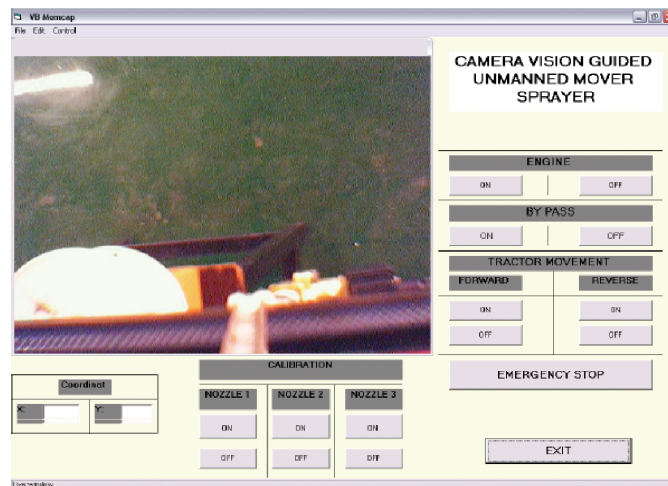 VB Memcap
File Edit Control
CAMERA VISION GUIDED
UNMANNED MOVER
SPRAYER
ENGINE
ON OFF
BY PASS
ON OFF
TRACTOR MOVEMENT
FORWARD REVERSE
ON ON
OFF OFF
EMERGENCY STOP
EXIT
CALIBRATION
NOZZLE 1 NOZZLE 2 NOZZLE 3
ON ON ON
OFF OFF OFF
Coordinat
X: Y:
Live window